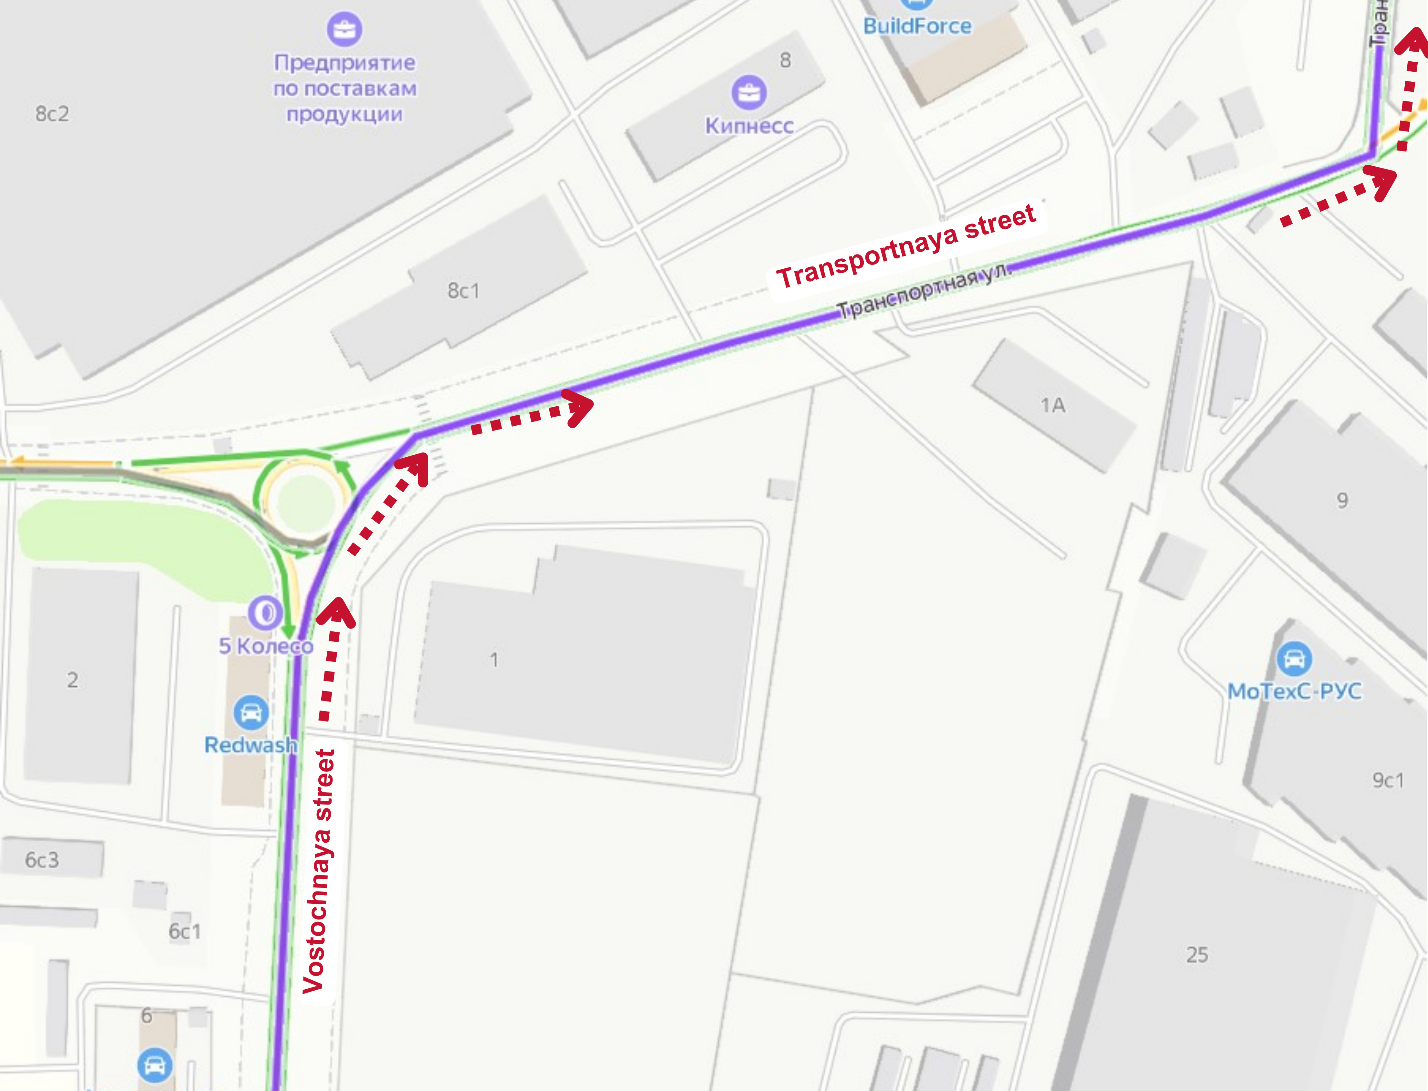 BuildForce
Тран
Предприятие
по поставкам
продукции
8
Кипнесс
8с2
Transportnaya street
8с1
Транспортная ул.
1А
9
5 Колесо
1
2
МоТехС-РУС
Redwash
Vostochnaya street
9с1
6с3
6с1
25
6